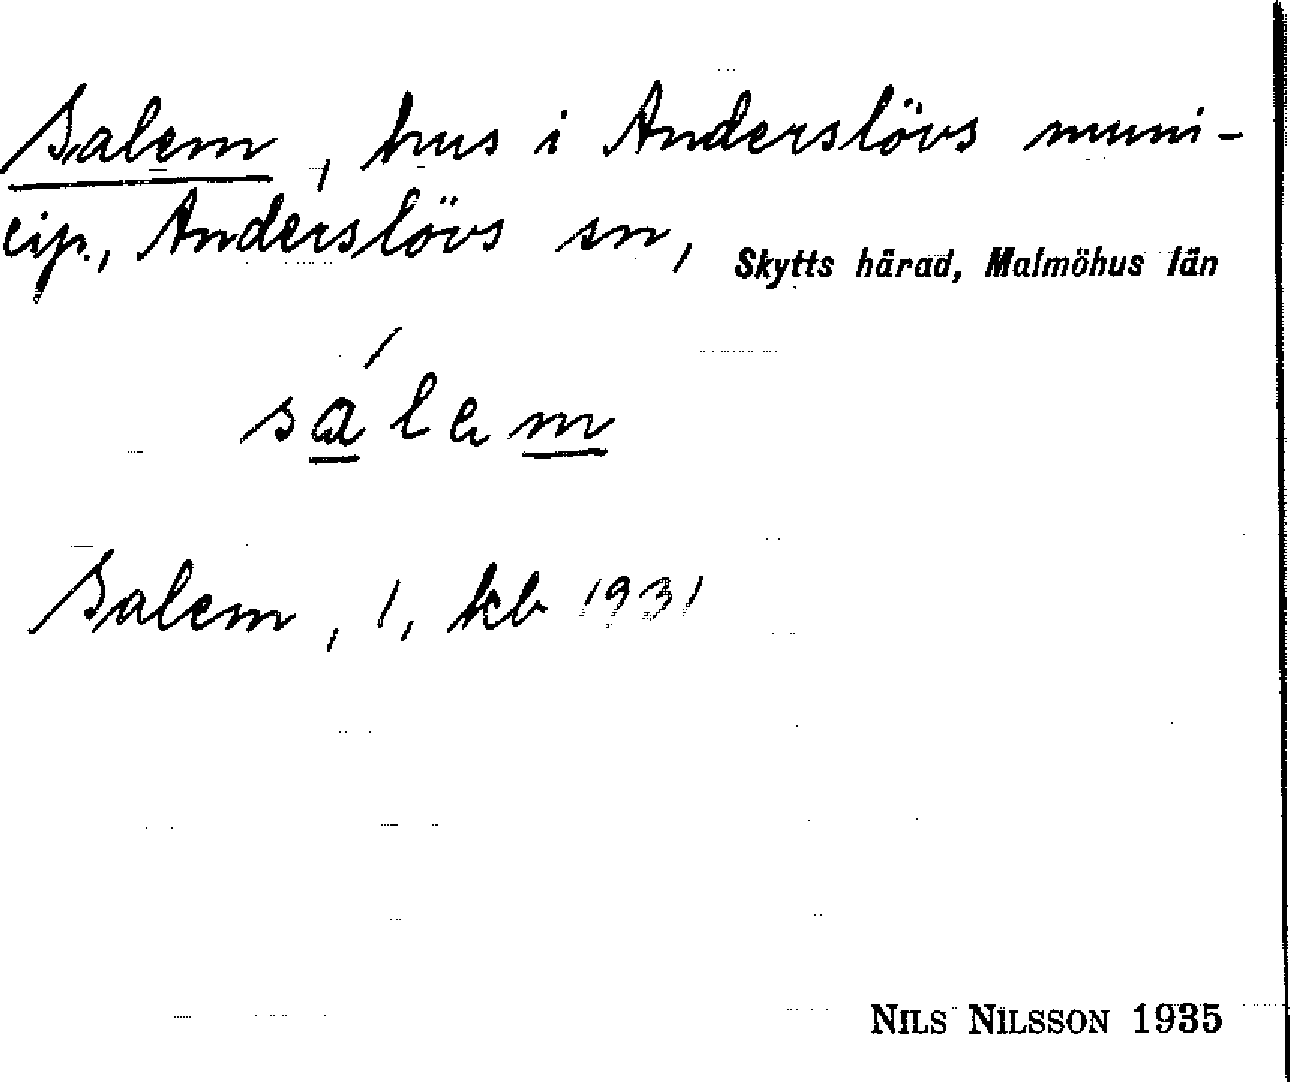 Salem, hus i Anderslövs muni-
cip., Anderslövs sn, Skytts härad, Malmöhus län
sálem
Salem, 1, kb 1931
NILS NILSSON 1935